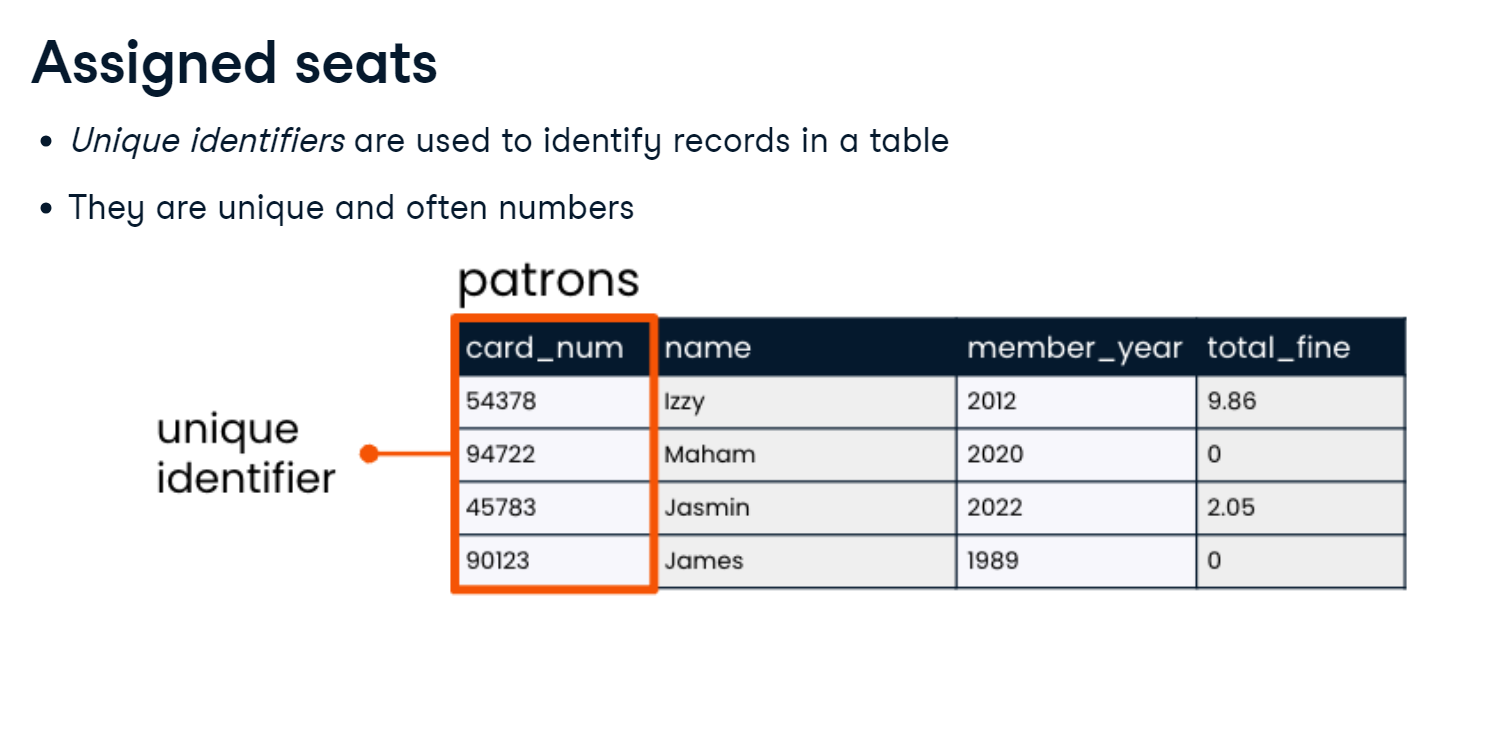 Assigned seats
Unique identifiers are used to identify records in a table
They are unique and often numbers
patrons
card_num name member_year total_fine
54378 Izzy 2012 9.86
unique
identifier
94722 Maham 2020 0
45783 Jasmin 2022 2.05
90123 James 1989 0